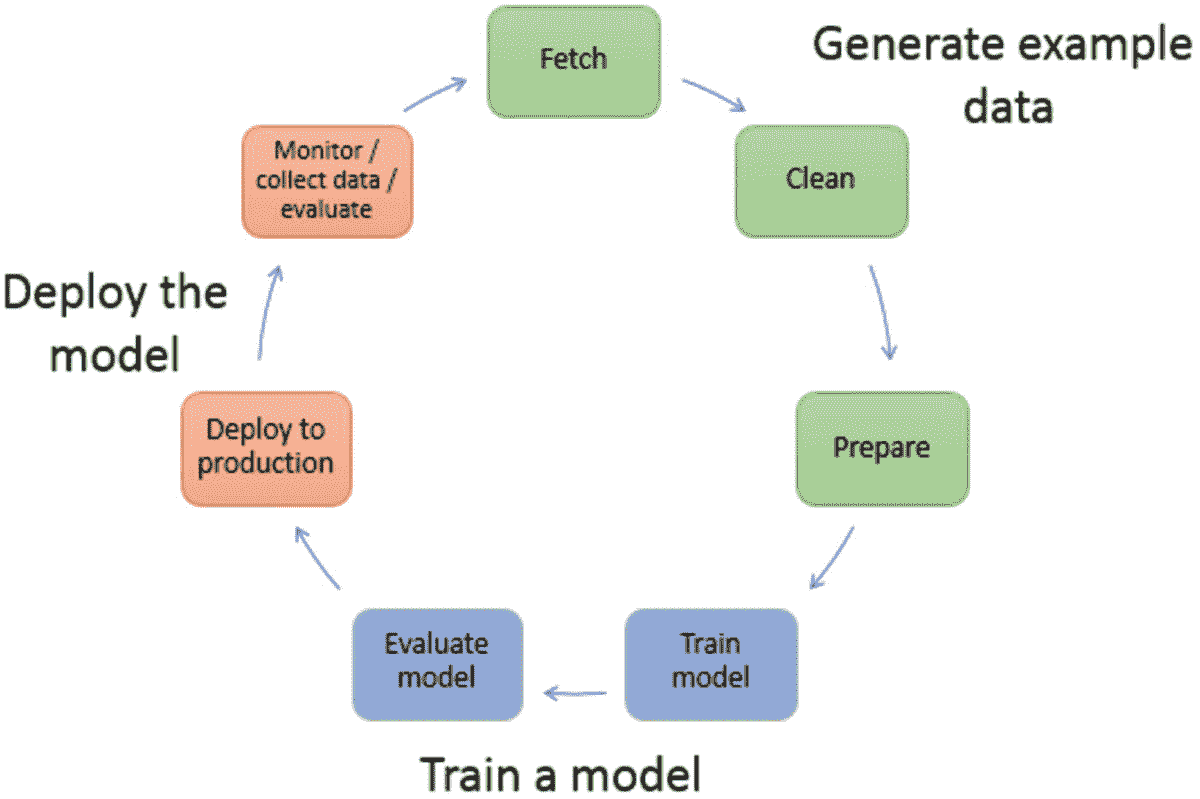 Fetch
Generate example
data
Clean
Prepare
Train
model
Evaluate
model
Train a model
Deploy to
production
Deploy the
model
Monitor /
collect data /
evaluate